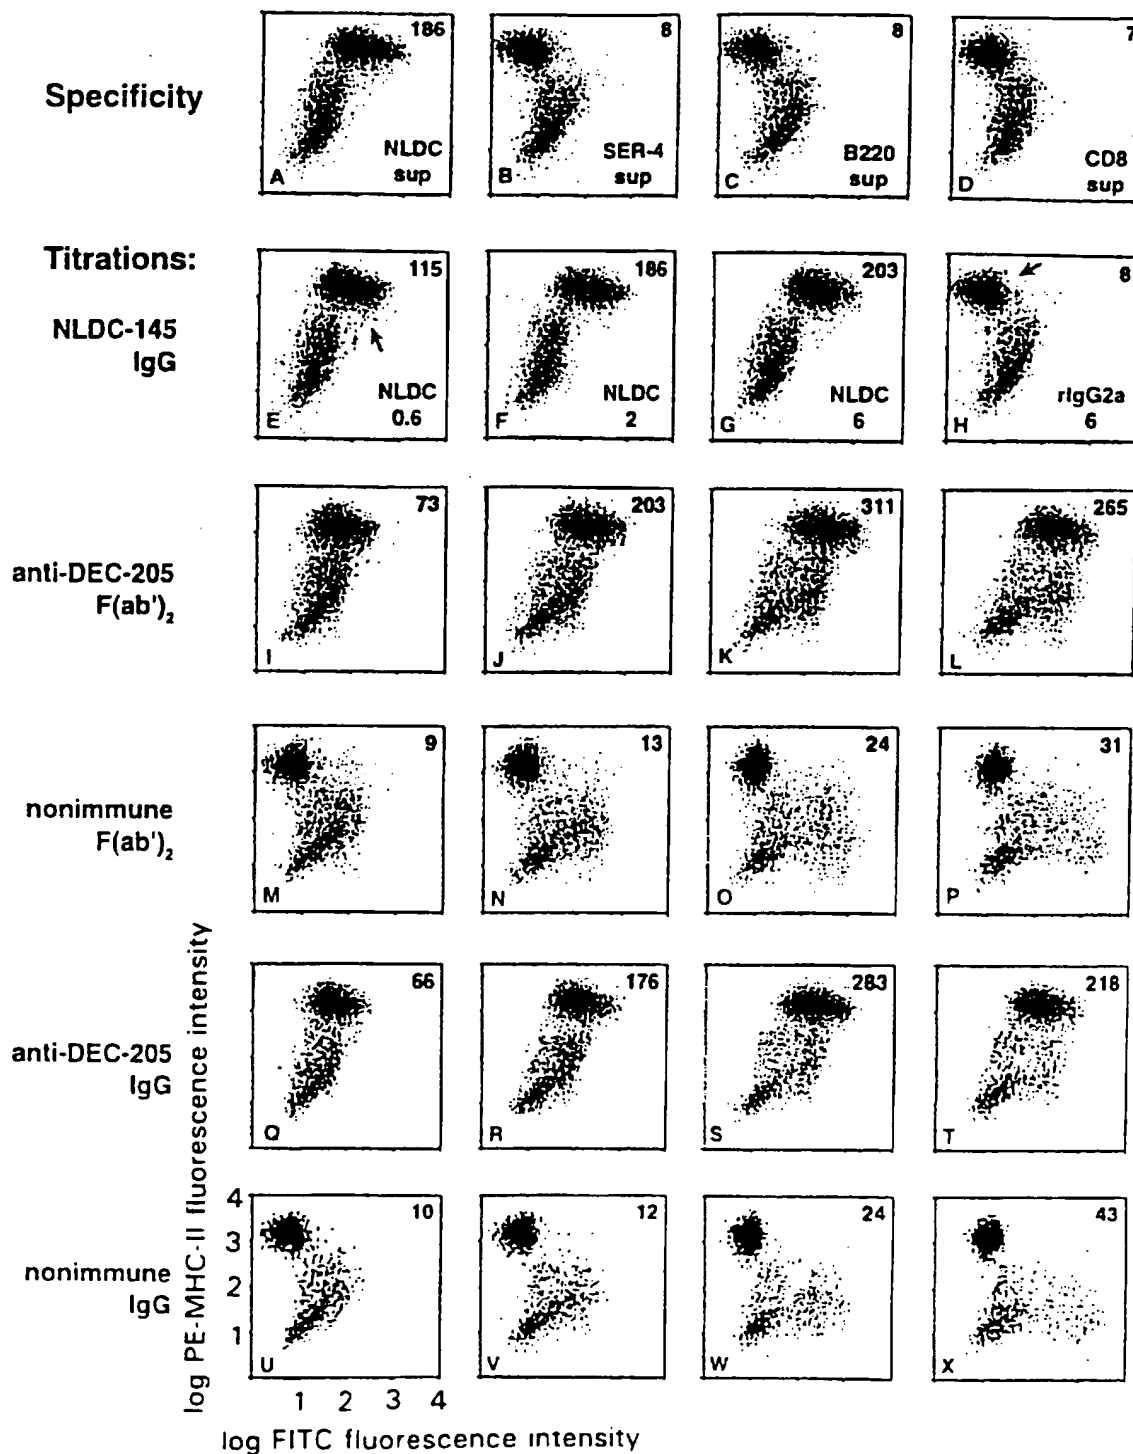 Specificity
186
NLDC
sup
A
8
SER-4
sup
B
8
B220
sup
C
7
CD8
sup
D
Titrations:
NLDC-145
IgG
115
NLDC
0.6
E
186
NLDC
2
F
203
NLDC
6
G
8
rIgG2a
6
H
anti-DEC-205
F(ab')₂
73
I
203
J
311
K
265
L
nonimmune
F(ab')₂
9
M
13
N
24
O
31
P
anti-DEC-205
IgG
66
Q
176
R
283
S
218
T
nonimmune
IgG
10
U
12
V
24
W
43
X
log PE-MHC-II fluorescence intensity
4
3
2
1
1 2 3 4
log FITC fluorescence intensity